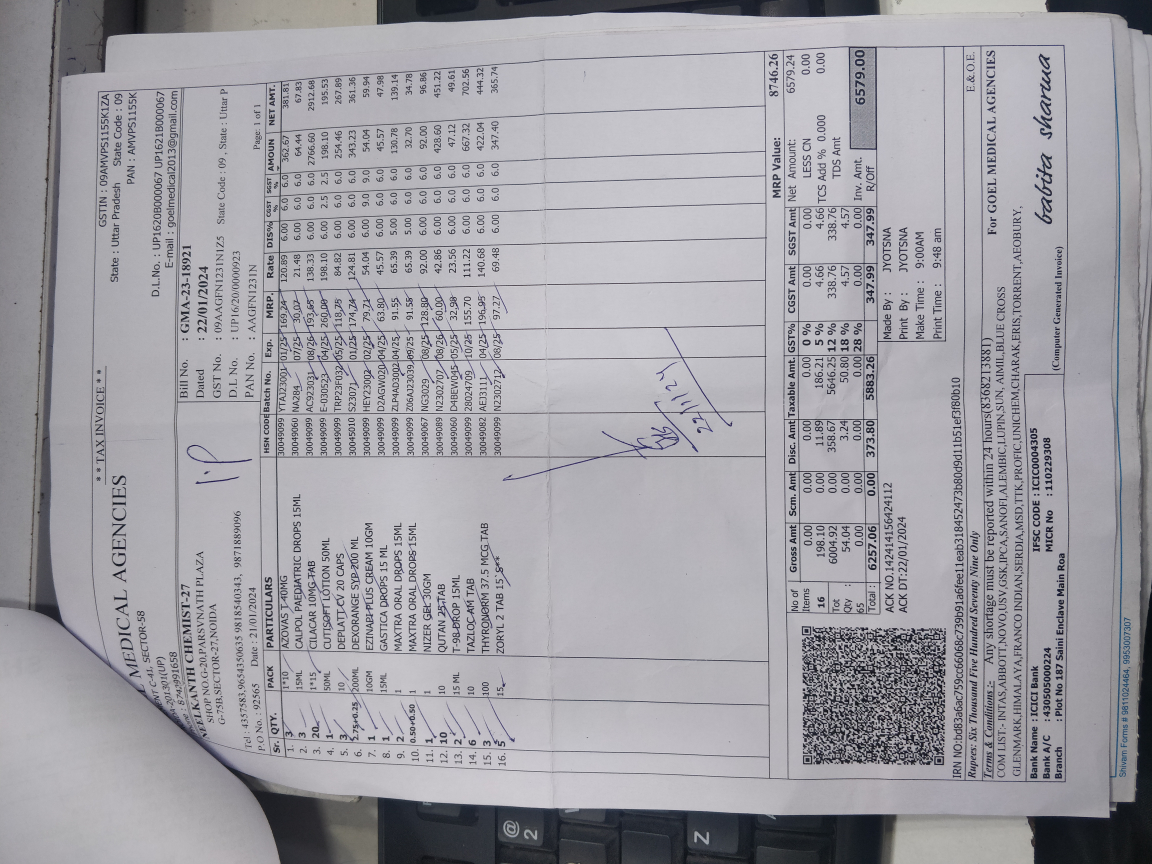 ** TAX INVOICE **
MEDICAL AGENCIES
C-41, SECTOR-58
201301(UP)
8742991658
GSTIN : 09AMVPS1155K1ZA
State : Uttar Pradesh State Code : 09
PAN : AMVPS1155K
D.L.No. : UP1620B000067 UP1621B000067
E-mail : goelmedical2013@gmail.com
NEELKANTH CHEMIST-27
SHOP NO.G-20,PARSVNATH PLAZA
G-75B,SECTOR-27,NOIDA
Tel : 4357583,9654350635 9818540343, 9871889096
P.O No. : 92565 Date : 21/01/2024
I.P
Bill No. : GMA-23-18921
Dated : 22/01/2024
GST No. : 09AAGFN1231N1Z5 State Code : 09 , State : Uttar P
D.L No. : UP16/20/0000923
PAN No. : AAGFN1231N Page: 1 of 1
Sr. QTY. PACK PARTICULARS HSN CODE Batch No. Exp. MRP. Rate DIS% CGST % SGST % AMOUN NET AMT.
1. 3 1*10 AZOVAS T-40MG 30049099 YTAJ23001 01/25 169.24 120.89 6.00 6.0 6.0 362.67 381.81
2. 3 15ML CALPOL PAEDIATRIC DROPS 15ML 30049060 NA284 07/25 30.07 21.48 6.00 6.0 6.0 64.44 67.83
3. 20 1*15 CILACAR 10MG TAB 30049099 AC923031 08/26 193.65 138.33 6.00 6.0 6.0 2766.60 2912.68
4. 1 50ML CUTISOFT LOTION 50ML 30049099 E-030523 04/25 260.00 198.10 6.00 2.5 2.5 198.10 195.53
5. 3 10 DEPLATT-CV 20 CAPS 30049099 TRP23F032 05/25 118.75 84.82 6.00 6.0 6.0 254.46 267.89
6. 2.75+0.25 200ML DEXORANGE SYP 200 ML 30045010 S23071 01/25 174.74 124.81 6.00 6.0 6.0 343.23 361.36
7. 1 10GM EZINAPI PLUS CREAM 10GM 30049099 HEY23002 02/25 79.71 54.04 6.00 9.0 9.0 54.04 59.94
8. 1 15ML GASTICA DROPS 15 ML 30049099 D2AGW020 04/25 63.80 45.57 6.00 6.0 6.0 45.57 47.98
9. 2 1 MAXTRA ORAL DROPS 15ML 30049099 ZLP4AD3002 04/25 91.55 65.39 5.00 6.0 6.0 130.78 139.14
10. 0.50+0.50 1 MAXTRA ORAL DROPS 15ML 30049099 Z06AJ23039 09/25 91.55 65.39 5.00 6.0 6.0 32.70 34.78
11. 1 1 NIZER GEL 30GM 30049067 NG3029 08/25 128.80 92.00 6.00 6.0 6.0 92.00 96.86
12. 10 10 QUTAN 25 TAB 30049089 N2302707 08/26 60.00 42.86 6.00 6.0 6.0 428.60 451.22
13. 2 15 ML T-98 DROP 15ML 30049060 D4BEW045 05/25 32.98 23.56 6.00 6.0 6.0 47.12 49.61
14. 6 10 TAZLOC-AM TAB 30049099 28024709 10/25 155.70 111.22 6.00 6.0 6.0 667.32 702.56
15. 3 100 THYRONORM 37.5 MCG TAB 30049082 AEJ3111 04/25 196.95 140.68 6.00 6.0 6.0 422.04 444.32
16. 5 15 ZORYL 2 TAB 15'S** 30049099 N2302712 08/25 97.27 69.48 6.00 6.0 6.0 347.40 365.74
22/1/24
MRP Value: 8746.26
No of Items 16 Tot Qty : 65
Gross Amt Scm. Amt Disc. Amt Taxable Amt. GST% CGST Amt SGST Amt
0.00 0.00 0.00 0.00 0 % 0.00 0.00
198.10 0.00 11.89 186.21 5 % 4.66 4.66
6004.92 0.00 358.67 5646.25 12 % 338.76 338.76
54.04 0.00 3.24 50.80 18 % 4.57 4.57
0.00 0.00 0.00 0.00 28 % 0.00 0.00
Total : 6257.06 0.00 373.80 5883.26 347.99 347.99
Net Amount: 6579.24
LESS CN 0.00
TCS Add % 0.000 0.00
TDS Amt
Inv. Amt. R/Off 6579.00
ACK NO.142414156424112
ACK DT:22/01/2024
Made By : JYOTSNA
Print By : JYOTSNA
Make Time : 9:00AM
Print Time : 9:48 am
IRN NO:bd83a6ac759cc66068c739b91a6fee11eab318452473b80d9d11b51ef3f80b10
Rupees: Six Thousand Five Hundred Seventy Nine Only E.& O.E.
Terms & Conditions :- Any shortage must be reported within 24 hours(8368213881)
COM LIST:- INTAS,ABBOTT,NOVO,USV,GSK,IPCA,SANOFI,ALEMBIC,LUPIN,SUN, AIMIL,BLUE CROSS
GLENMARK,HIMALAYA,FRANCO INDIAN,SERDIA,MSD,TTK,PROFIC,UNICHEM,CHARAK,ERIS,TORRENT,AEOBURY,
For GOEL MEDICAL AGENCIES
Bank Name : ICICI Bank IFSC CODE : ICIC0004305
Bank A/C : 430505000224 MICR No : 110229308
Branch : Plot No 187 Saini Enclave Main Roa
babita sharma
(Computer Generated Invoice)
Shivam Forms # 9811024464, 9953007307
@
2
Z